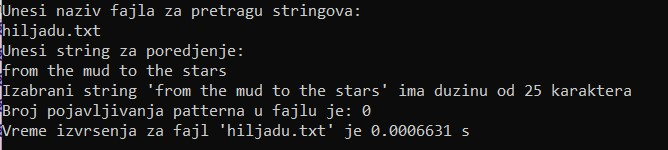 Unesi naziv fajla za pretragu stringova:
hiljadu.txt
Unesi string za poredjenje:
from the mud to the stars
Izabrani string 'from the mud to the stars' ima duzinu od 25 karaktera
Broj pojavljivanja patterna u fajlu je: 0
Vreme izvrsenja za fajl 'hiljadu.txt' je 0.0006631 s